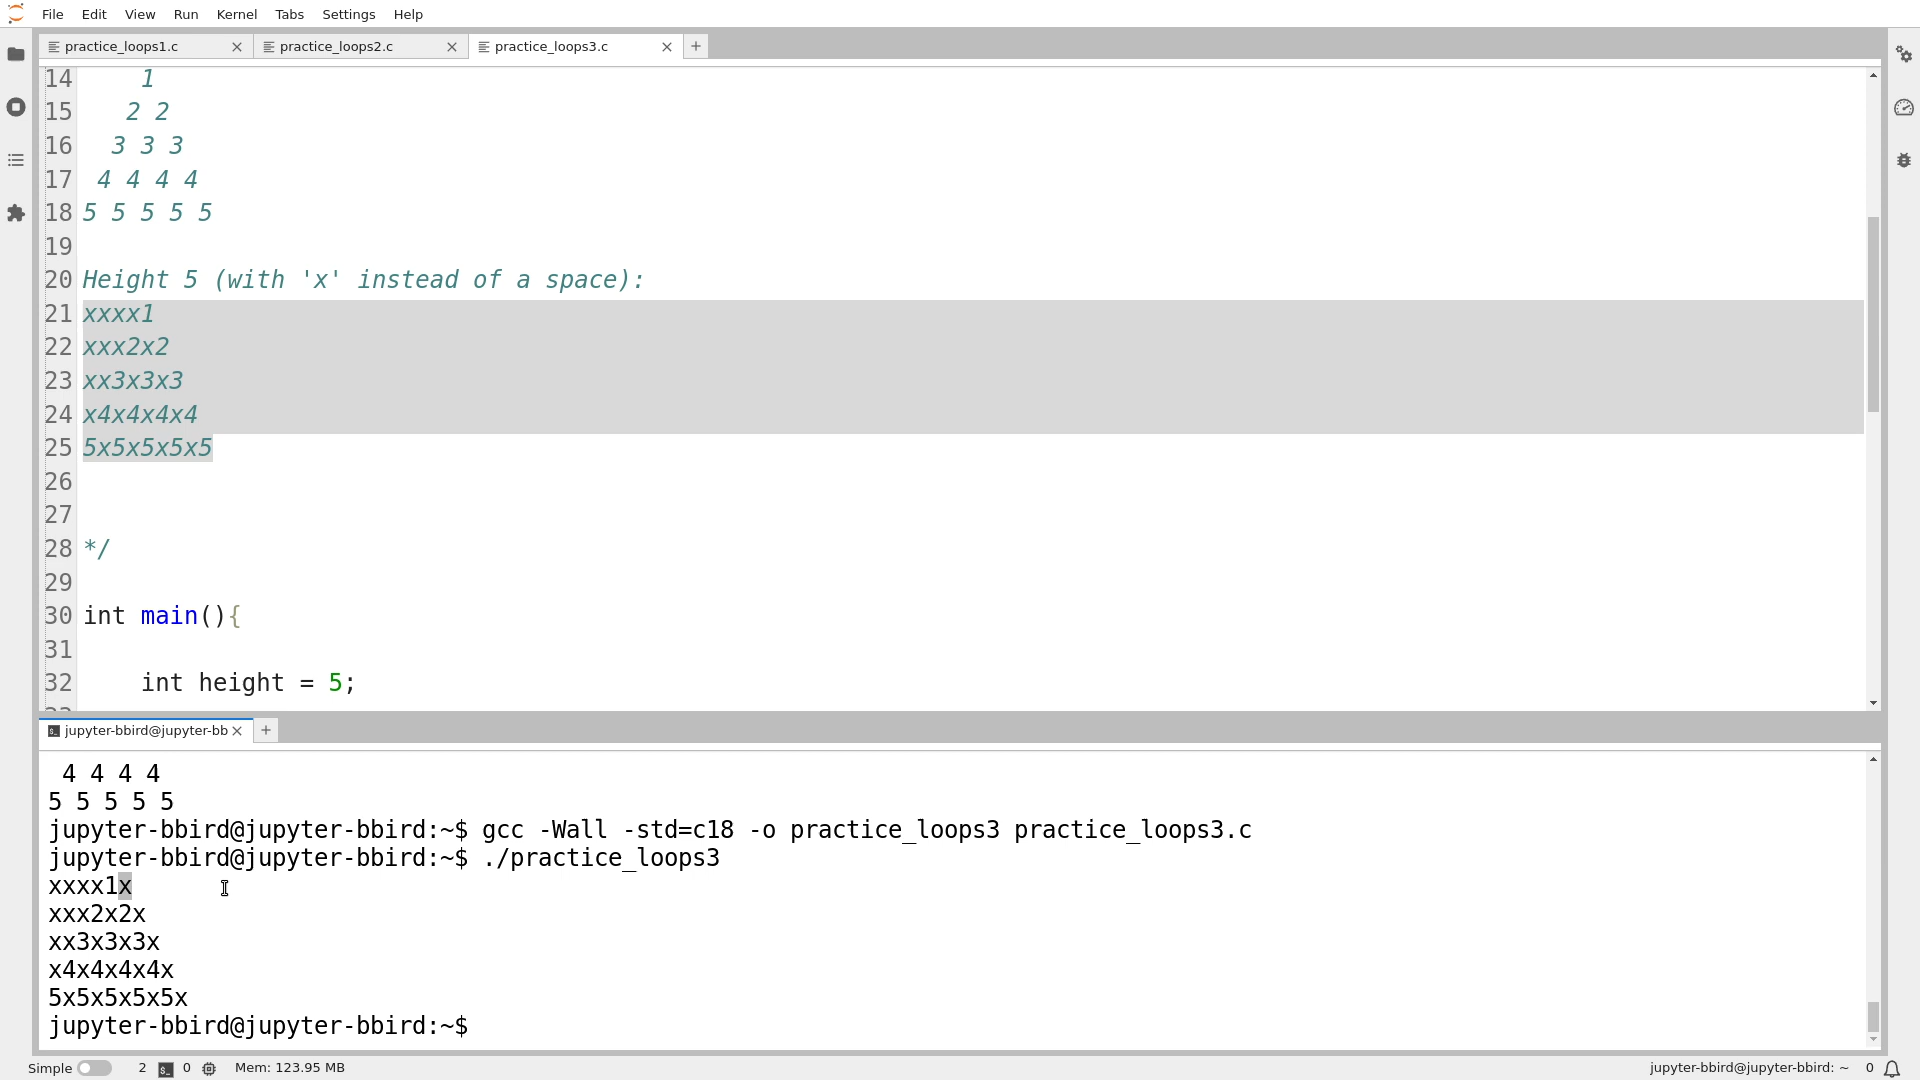 File Edit View Run Kernel Tabs Settings Help
practice_loops1.c practice_loops2.c practice_loops3.c
14     1
15    2 2
16   3 3 3
17  4 4 4 4
18 5 5 5 5 5
19
20 Height 5 (with 'x' instead of a space):
21 xxxx1
22 xxx2x2
23 xx3x3x3
24 x4x4x4x4
25 5x5x5x5x5
26
27
28 */
29
30 int main(){
31
32     int height = 5;
jupyter-bbird@jupyter-bb
 4 4 4 4
5 5 5 5 5
jupyter-bbird@jupyter-bbird:~$ gcc -Wall -std=c18 -o practice_loops3 practice_loops3.c
jupyter-bbird@jupyter-bbird:~$ ./practice_loops3
xxxx1x
xxx2x2x
xx3x3x3x
x4x4x4x4x
5x5x5x5x5x
jupyter-bbird@jupyter-bbird:~$
Simple 2 0 Mem: 123.95 MB jupyter-bbird@jupyter-bbird: ~ 0